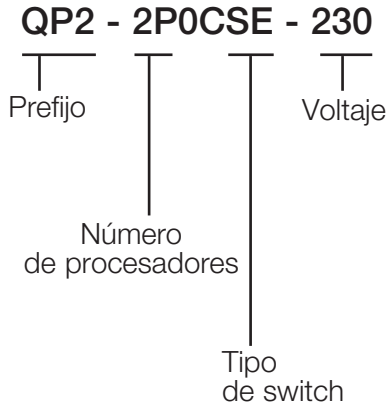 QP2 - 2P0CSE - 230
Prefijo
Voltaje
Número
de procesadores
Tipo
de switch